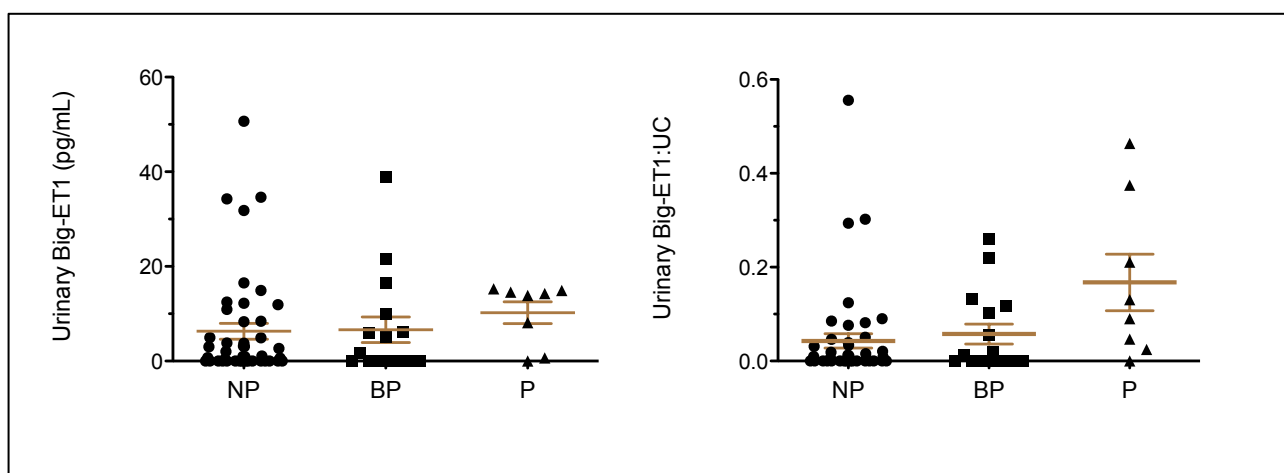 Urinary Big-ET1 (pg/mL)
60
40
20
0
NP BP P
Urinary Big-ET1:UC
0.6
0.4
0.2
0.0
NP BP P